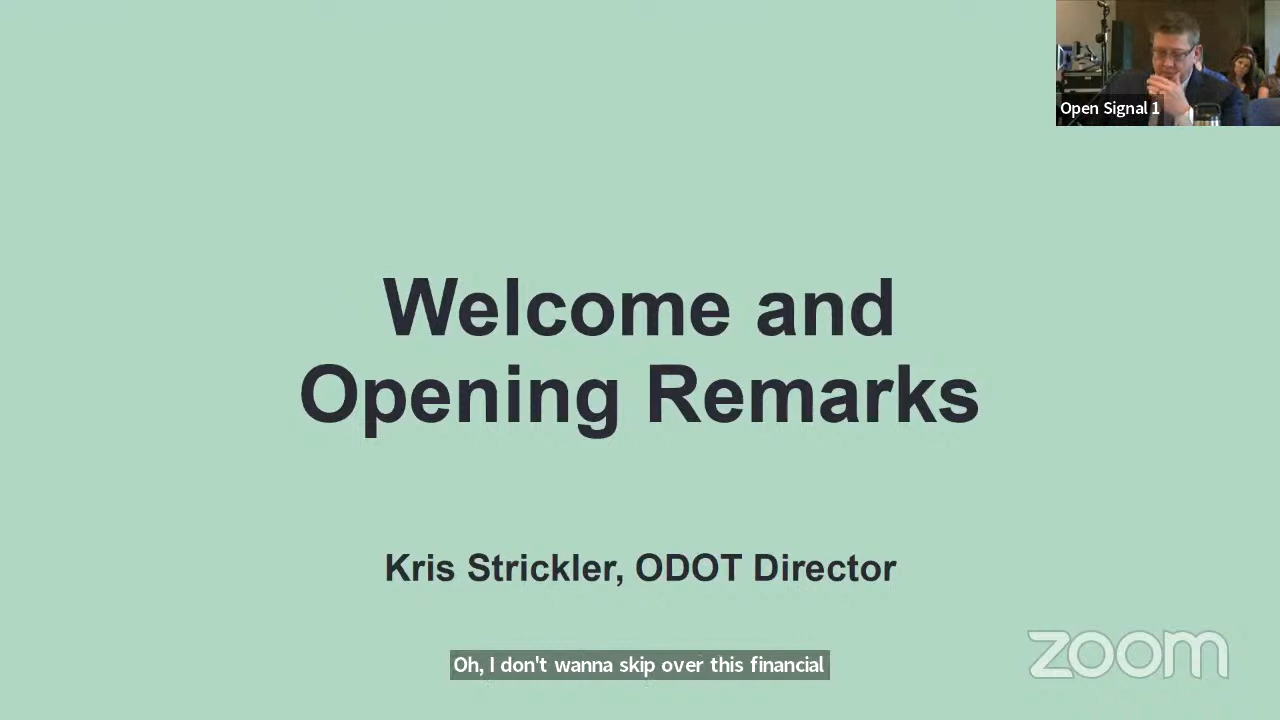 Open Signal 1
Welcome and
Opening Remarks
Kris Strickler, ODOT Director
Oh, I don't wanna skip over this financial
zoom